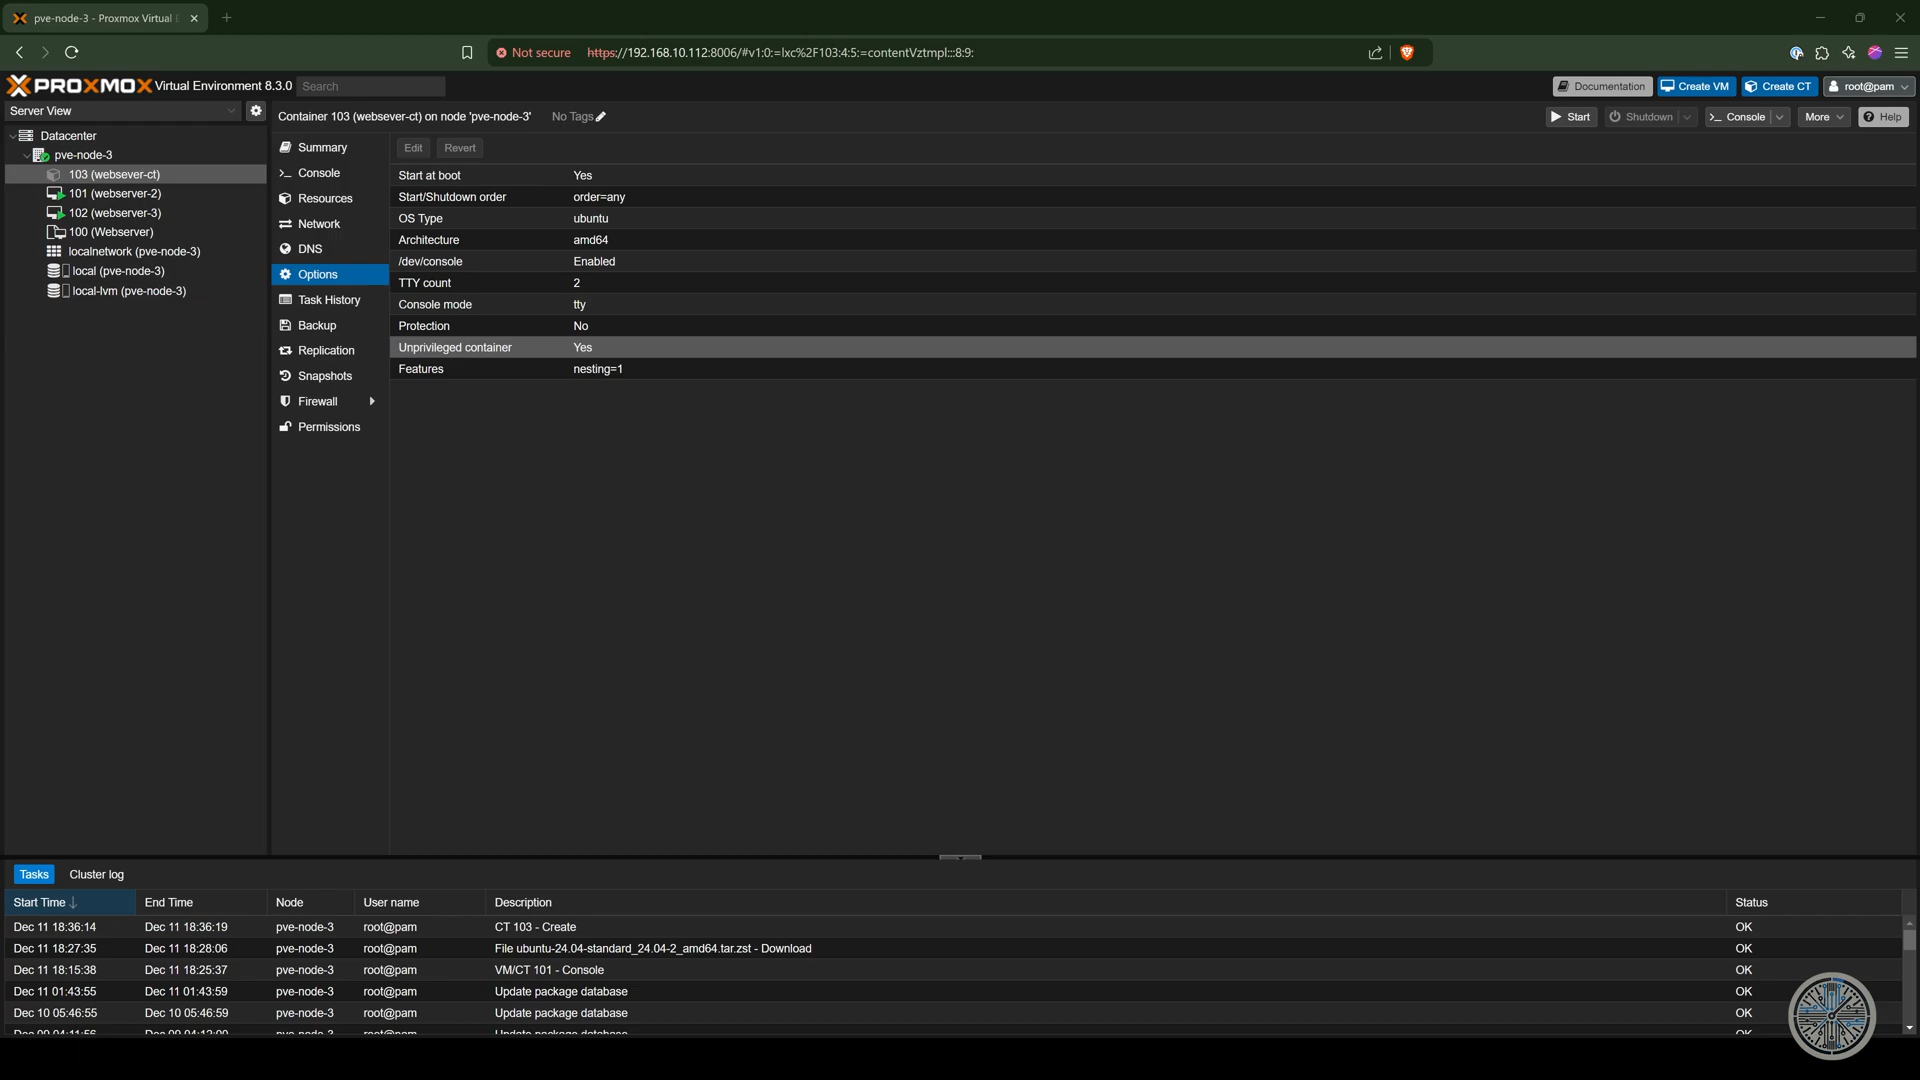 pve-node-3 - Proxmox Virtual E
Not secure https://192.168.10.112:8006/#v1:0:=lxc%2F103:4:5:=contentVztmpl:::8:9:
PROXMOX Virtual Environment 8.3.0 Search Documentation Create VM Create CT root@pam
Server View
Container 103 (websever-ct) on node 'pve-node-3' No Tags Start Shutdown Console More Help
Datacenter
pve-node-3
103 (websever-ct)
101 (webserver-2)
102 (webserver-3)
100 (Webserver)
localnetwork (pve-node-3)
local (pve-node-3)
local-lvm (pve-node-3)
Summary
Console
Resources
Network
DNS
Options
Task History
Backup
Replication
Snapshots
Firewall
Permissions
Edit Revert
Start at boot Yes
Start/Shutdown order order=any
OS Type ubuntu
Architecture amd64
/dev/console Enabled
TTY count 2
Console mode tty
Protection No
Unprivileged container Yes
Features nesting=1
Tasks Cluster log
Start Time End Time Node User name Description Status
Dec 11 18:36:14 Dec 11 18:36:19 pve-node-3 root@pam CT 103 - Create OK
Dec 11 18:27:35 Dec 11 18:28:06 pve-node-3 root@pam File ubuntu-24.04-standard_24.04-2_amd64.tar.zst - Download OK
Dec 11 18:15:38 Dec 11 18:25:37 pve-node-3 root@pam VM/CT 101 - Console OK
Dec 11 01:43:55 Dec 11 01:43:59 pve-node-3 root@pam Update package database OK
Dec 10 05:46:55 Dec 10 05:46:59 pve-node-3 root@pam Update package database OK
pve-node-3 root@pam Update package database OK